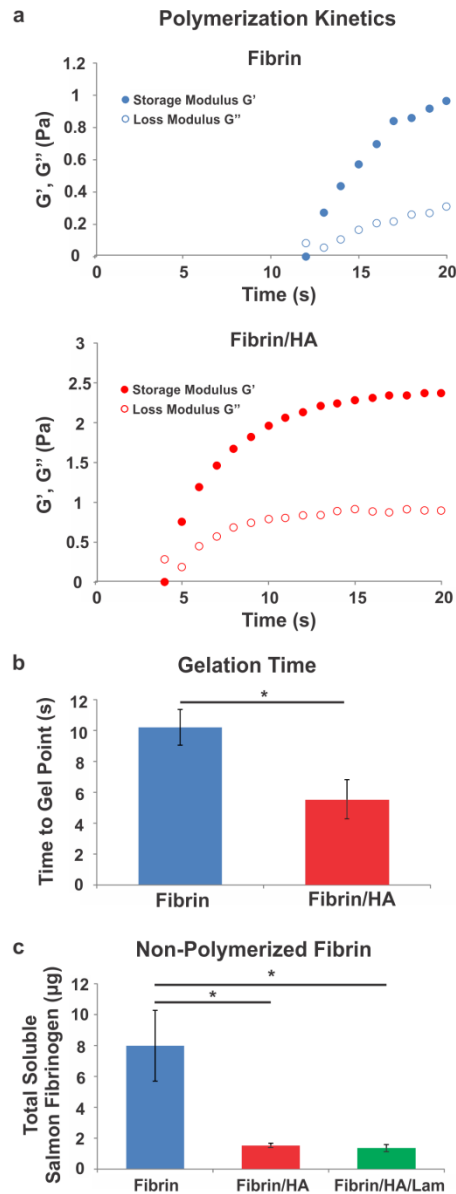 a
Polymerization Kinetics
Fibrin
1.2
1
0.8
0.6
0.4
0.2
0
G', G'' (Pa)
Storage Modulus G'
Loss Modulus G''
0 5 10 15 20
Time (s)
Fibrin/HA
3
2.5
2
1.5
1
0.5
0
G', G'' (Pa)
Storage Modulus G'
Loss Modulus G''
0 5 10 15 20
Time (s)
b
Gelation Time
12
10
8
6
4
2
0
Time to Gel Point (s)
*
Fibrin Fibrin/HA
c
Non-Polymerized Fibrin
12
10
8
6
4
2
0
Total Soluble
Salmon Fibrinogen (µg)
*
*
Fibrin Fibrin/HA Fibrin/HA/Lam